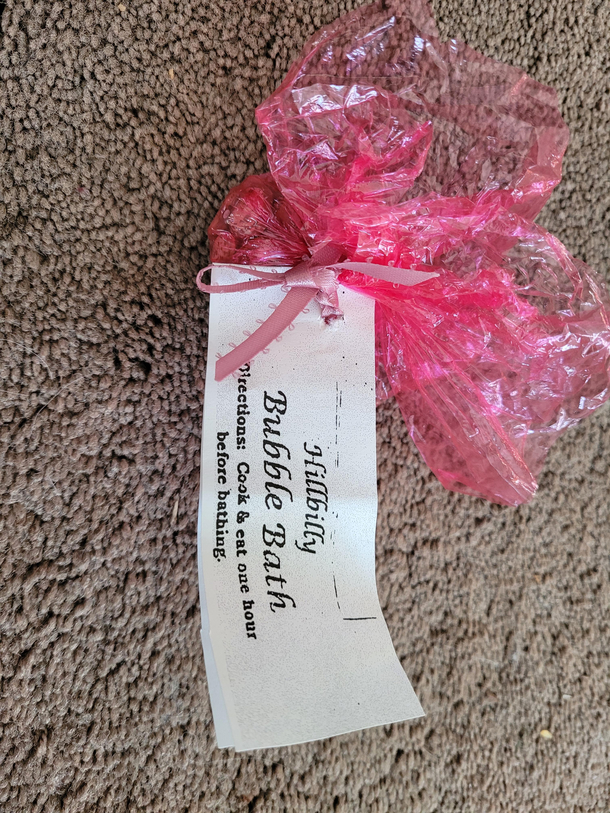 Hillbilly
Bubble Bath
Directions: Cook & eat one hour
before bathing.